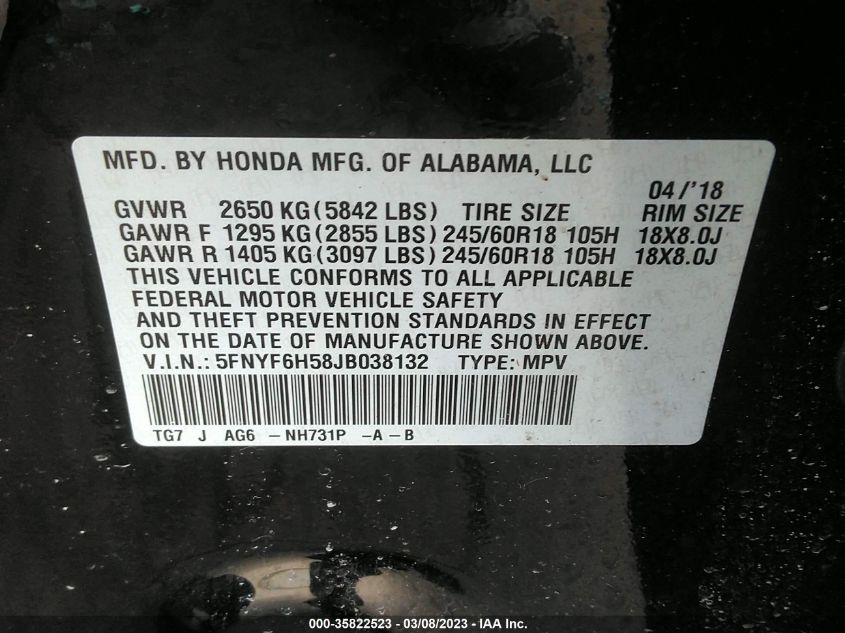 MFD. BY HONDA MFG. OF ALABAMA, LLC
04/'18
GVWR 2650 KG (5842 LBS) TIRE SIZE RIM SIZE
GAWR F 1295 KG (2855 LBS) 245/60R18 105H 18X8.0J
GAWR R 1405 KG (3097 LBS) 245/60R18 105H 18X8.0J
THIS VEHICLE CONFORMS TO ALL APPLICABLE
FEDERAL MOTOR VEHICLE SAFETY
AND THEFT PREVENTION STANDARDS IN EFFECT
ON THE DATE OF MANUFACTURE SHOWN ABOVE.
V.I.N.: 5FNYF6H58JB038132 TYPE: MPV
TG7 J AG6 -NH731P -A-B
000-35822523 - 03/08/2023 - IAA Inc.